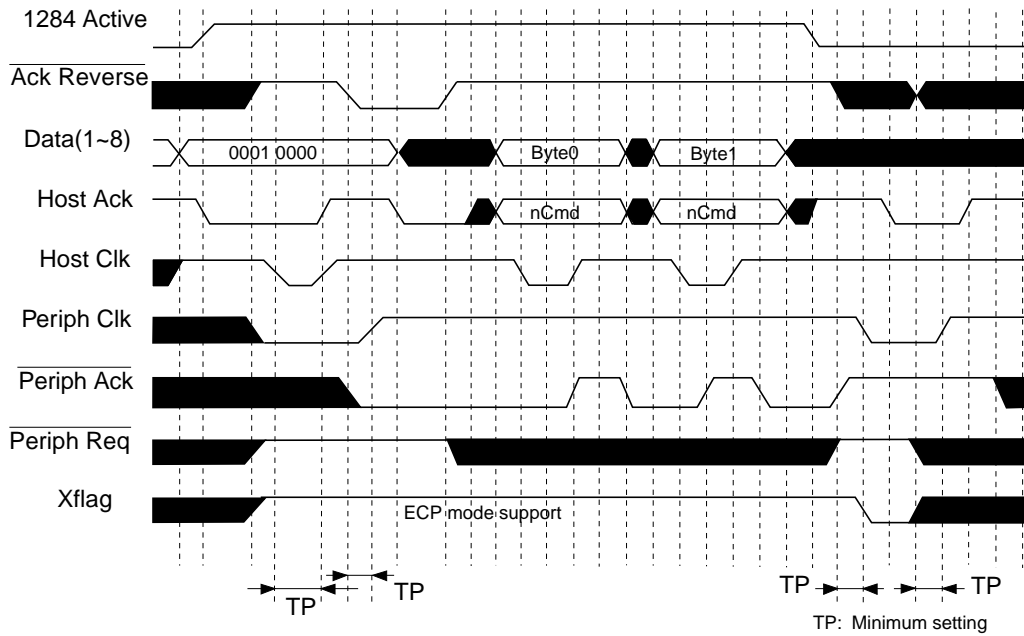 1284 Active
Ack Reverse
Data(1~8)
0001 0000
Byte0
Byte1
Host Ack
nCmd
nCmd
Host Clk
Periph Clk
Periph Ack
Periph Req
Xflag
ECP mode support
TP
TP
TP
TP
TP: Minimum setting